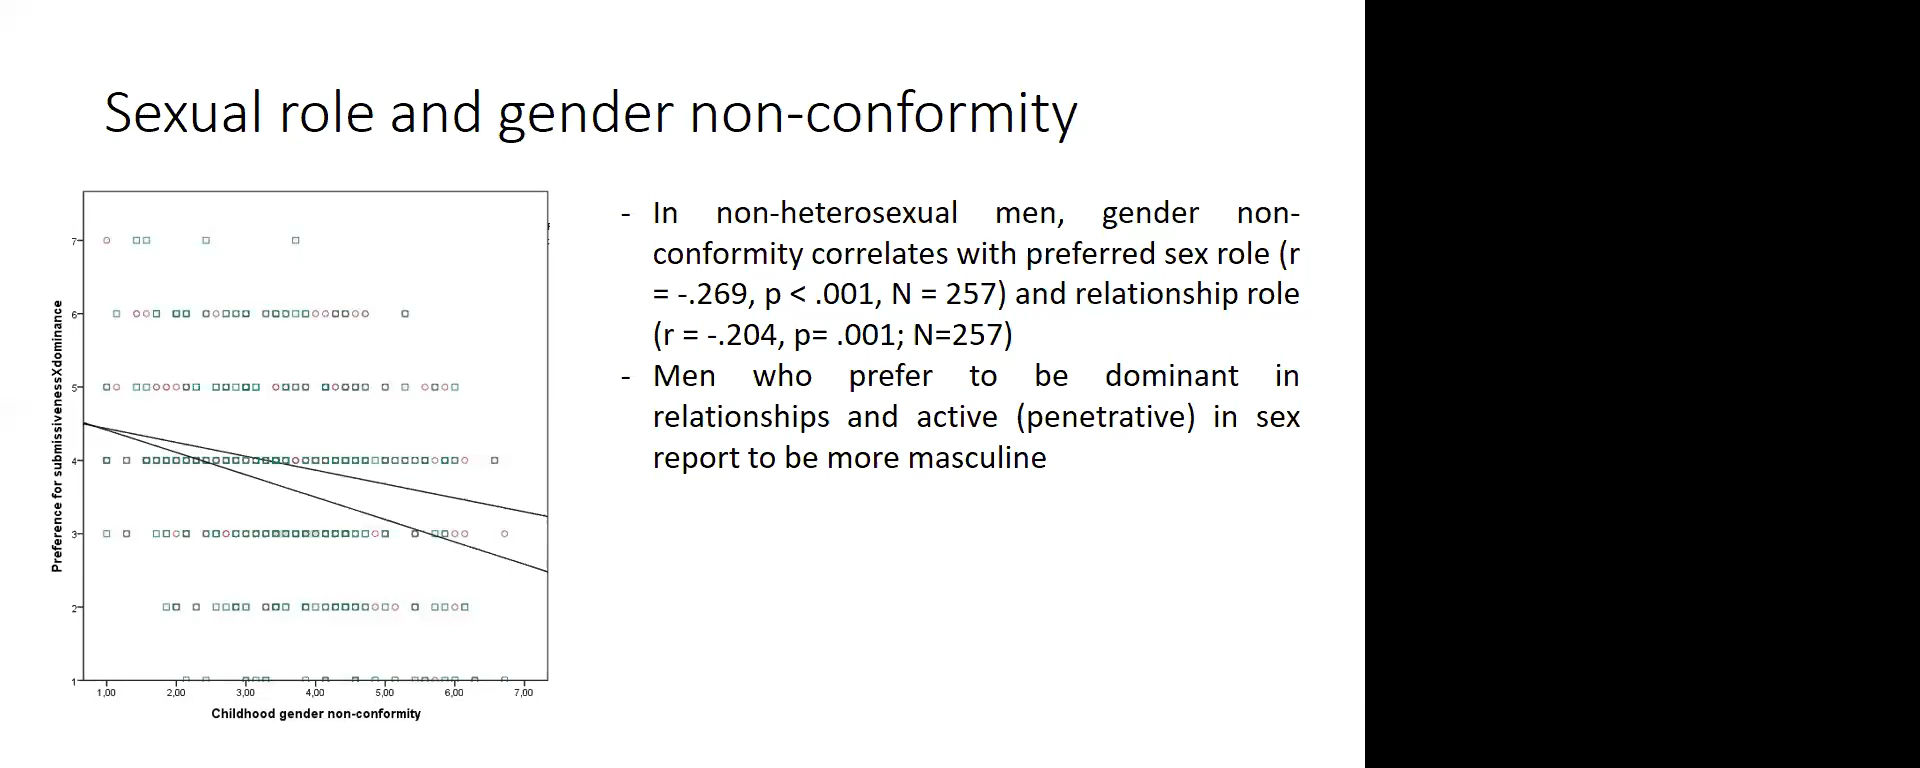 Sexual role and gender non-conformity
7
6
5
4
3
2
1
1,00 2,00 3,00 4,00 5,00 6,00 7,00
Preference for submissivenessXdominance
Childhood gender non-conformity
- In non-heterosexual men, gender non-
conformity correlates with preferred sex role (r
= -.269, p < .001, N = 257) and relationship role
(r = -.204, p= .001; N=257)
- Men who prefer to be dominant in
relationships and active (penetrative) in sex
report to be more masculine